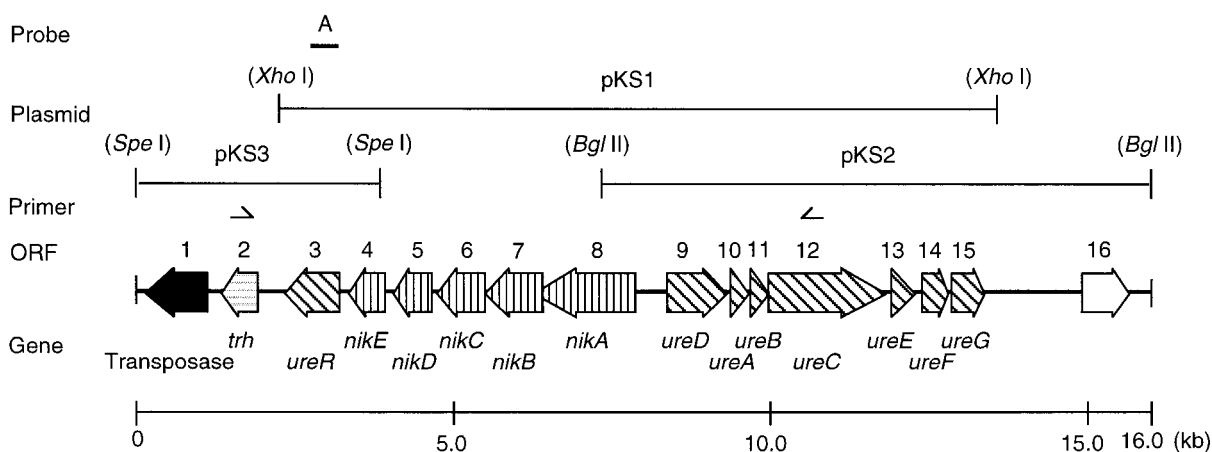 Probe A
(Xho I) pKS1 (Xho I)
Plasmid
(Spe I) pKS3 (Spe I) (Bgl II) pKS2 (Bgl II)
Primer
ORF 1 2 3 4 5 6 7 8 9 10 11 12 13 14 15 16
Gene trh nikE nikC nikA ureD ureB ureE ureG
Transposase ureR nikD nikB ureA ureC ureF
0 5.0 10.0 15.0 16.0 (kb)